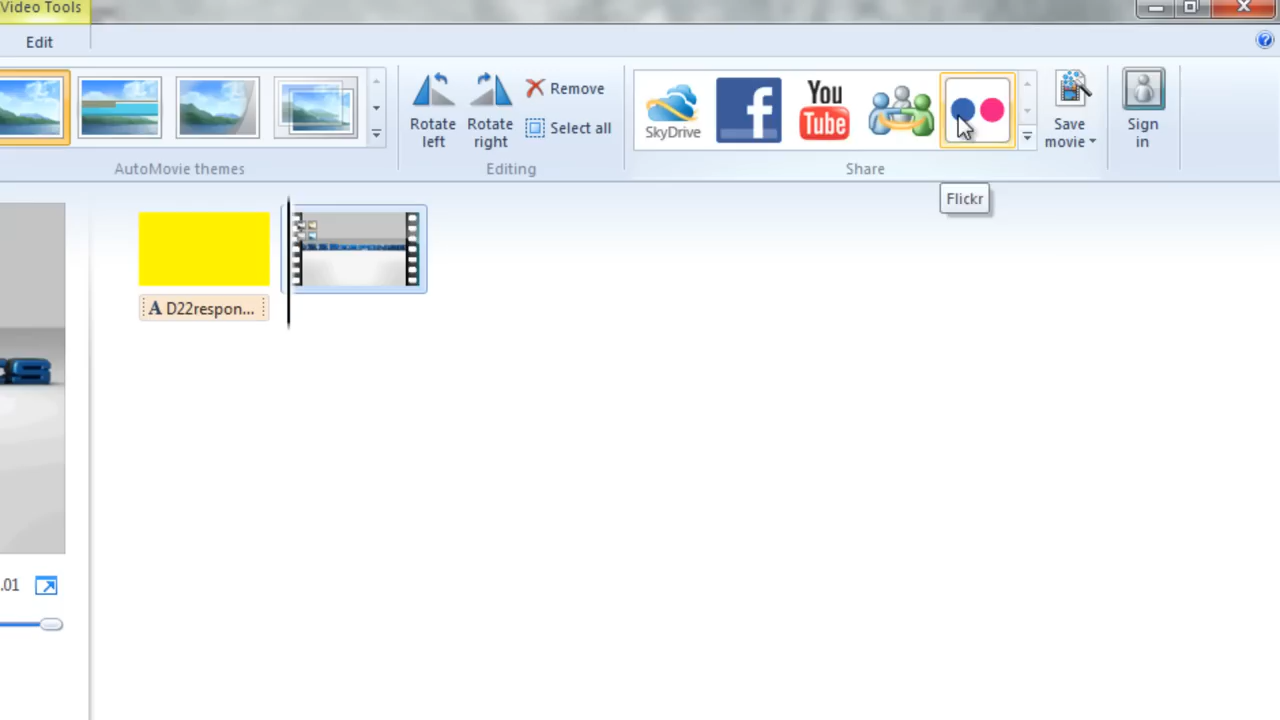 Video Tools
Edit
Rotate left
Rotate right
Remove
Select all
SkyDrive
f
You Tube
Save movie
Sign in
AutoMovie themes
Editing
Share
Flickr
A D22respon...
.01